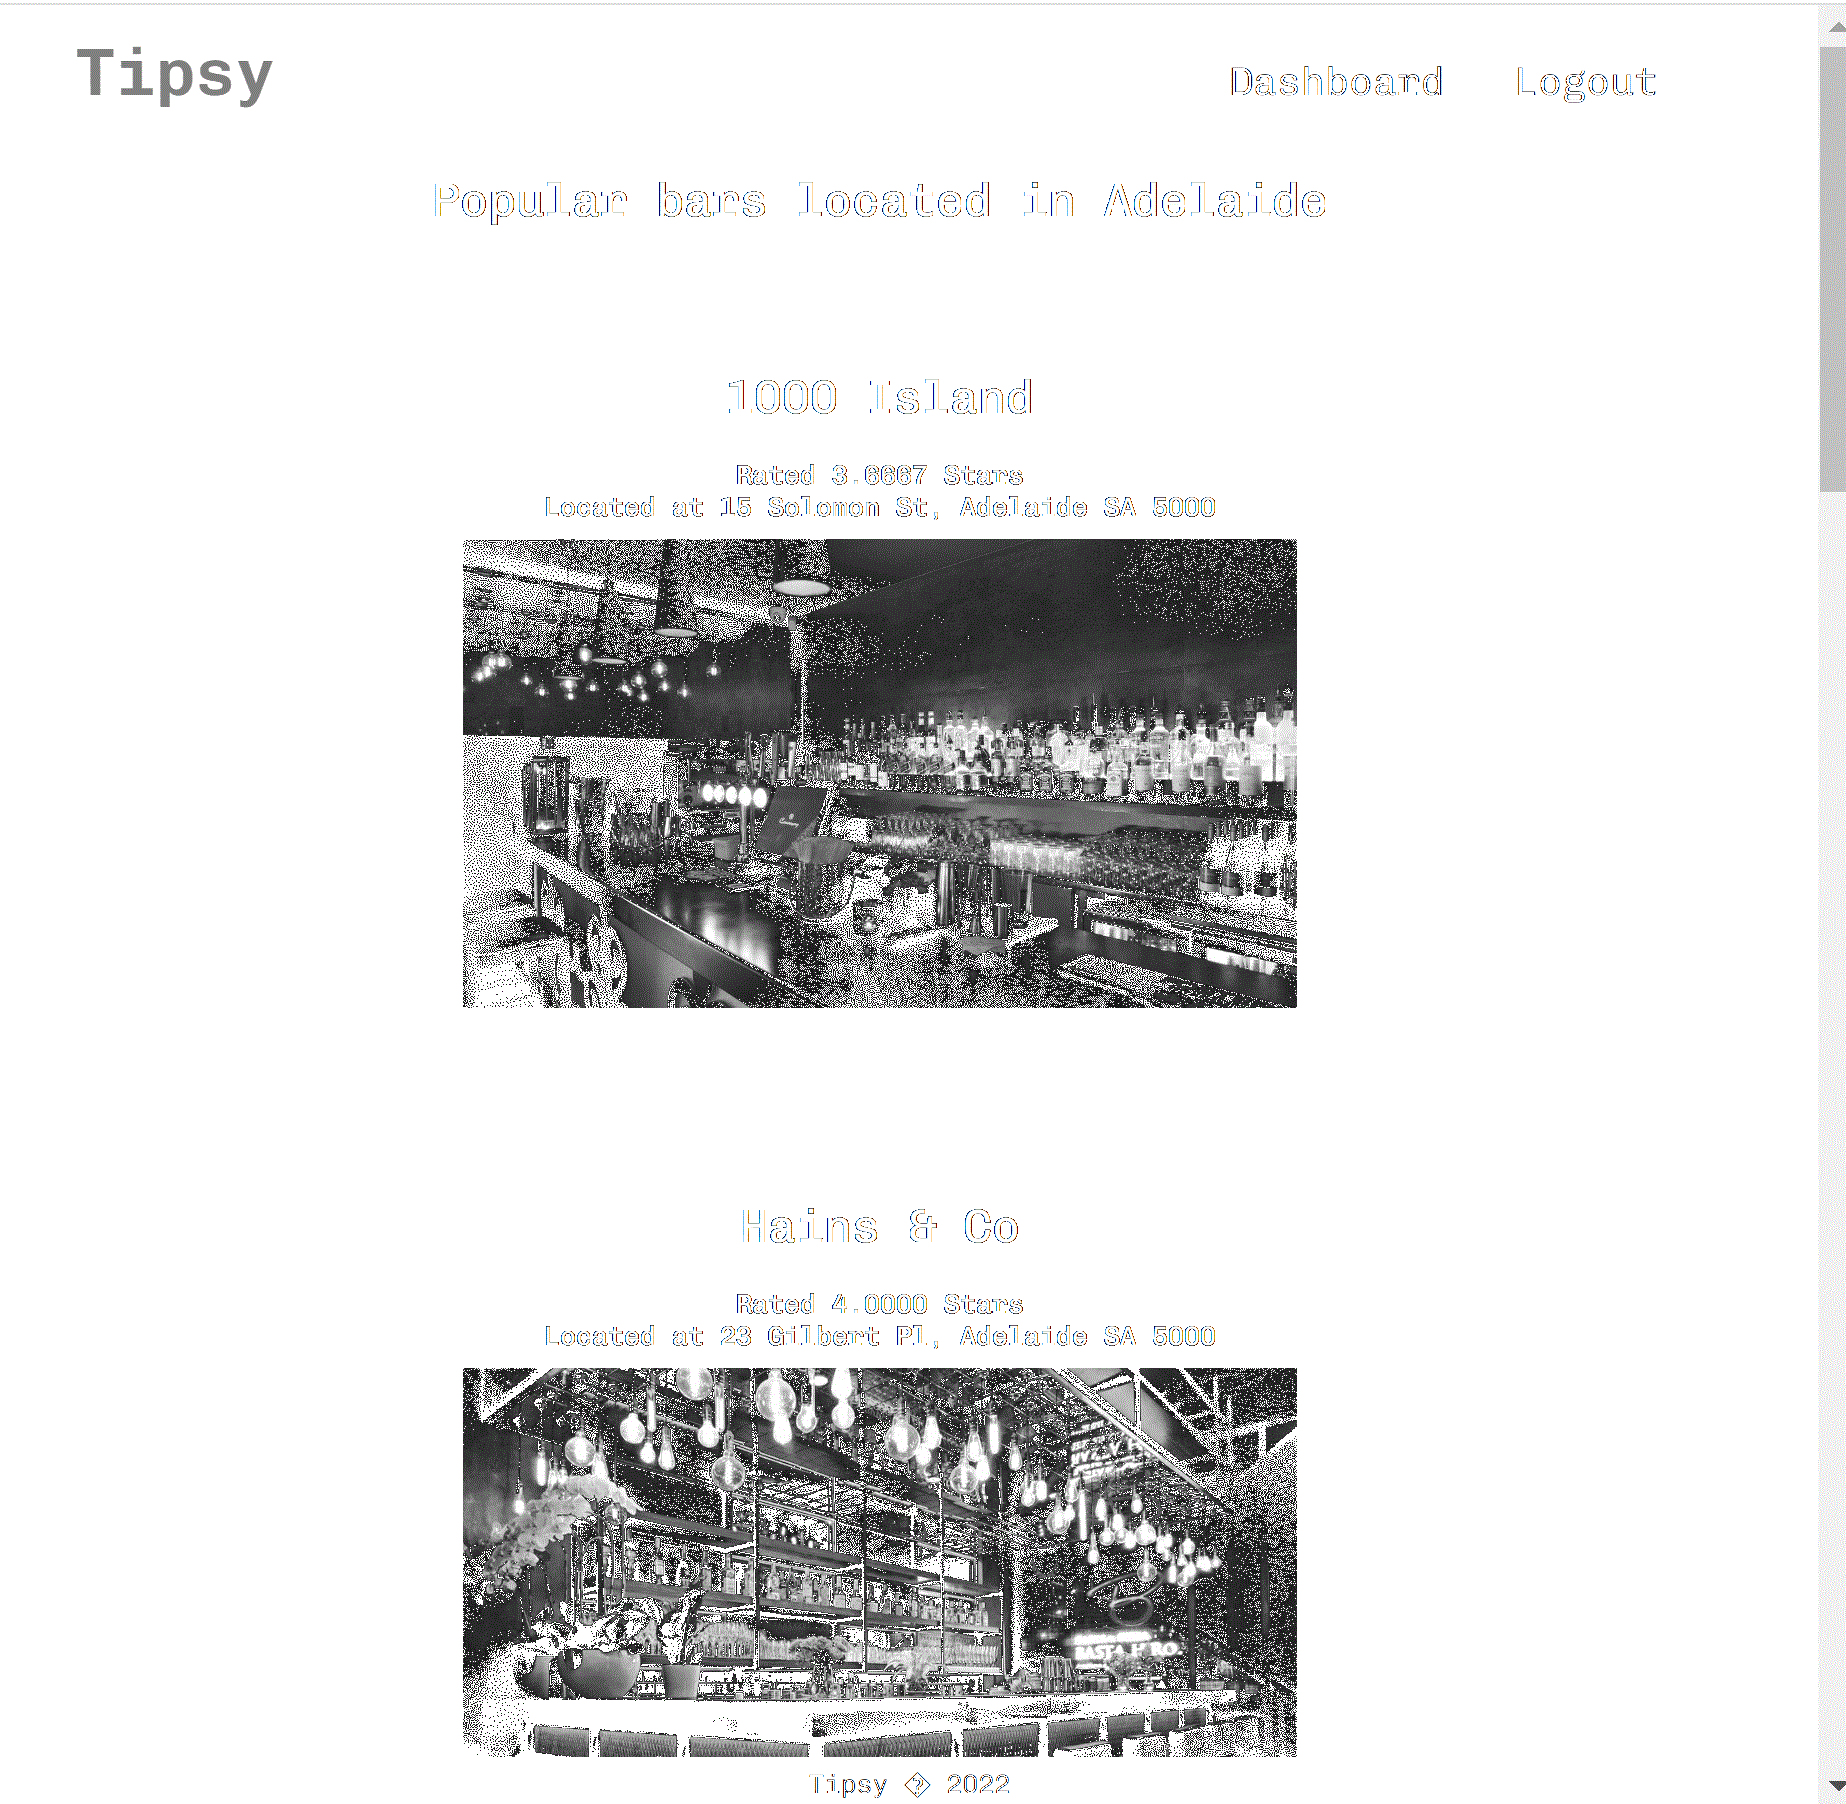 Tipsy
Dashboard Logout
Popular bars located in Adelaide
1000 Island
Rated 3.6667 Stars
Located at 15 Solomon St, Adelaide SA 5000
Hains & Co
Rated 4.0000 Stars
Located at 23 Gilbert Pl, Adelaide SA 5000
Tipsy � 2022